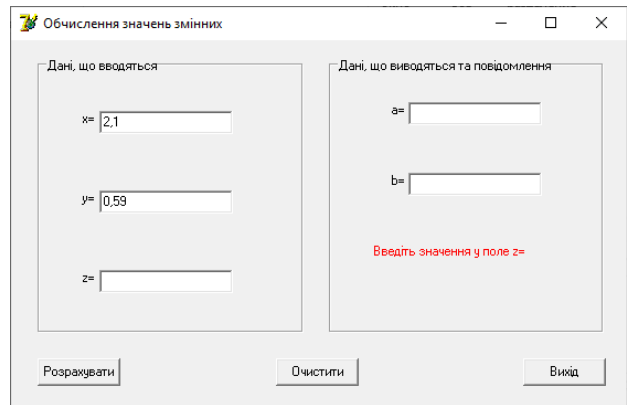 Обчислення значень змінних
Дані, що вводяться
x= 2,1
y= 0,59
z=
Дані, що виводяться та повідомлення
a=
b=
Введіть значення у поле z=
Розрахувати
Очистити
Вихід